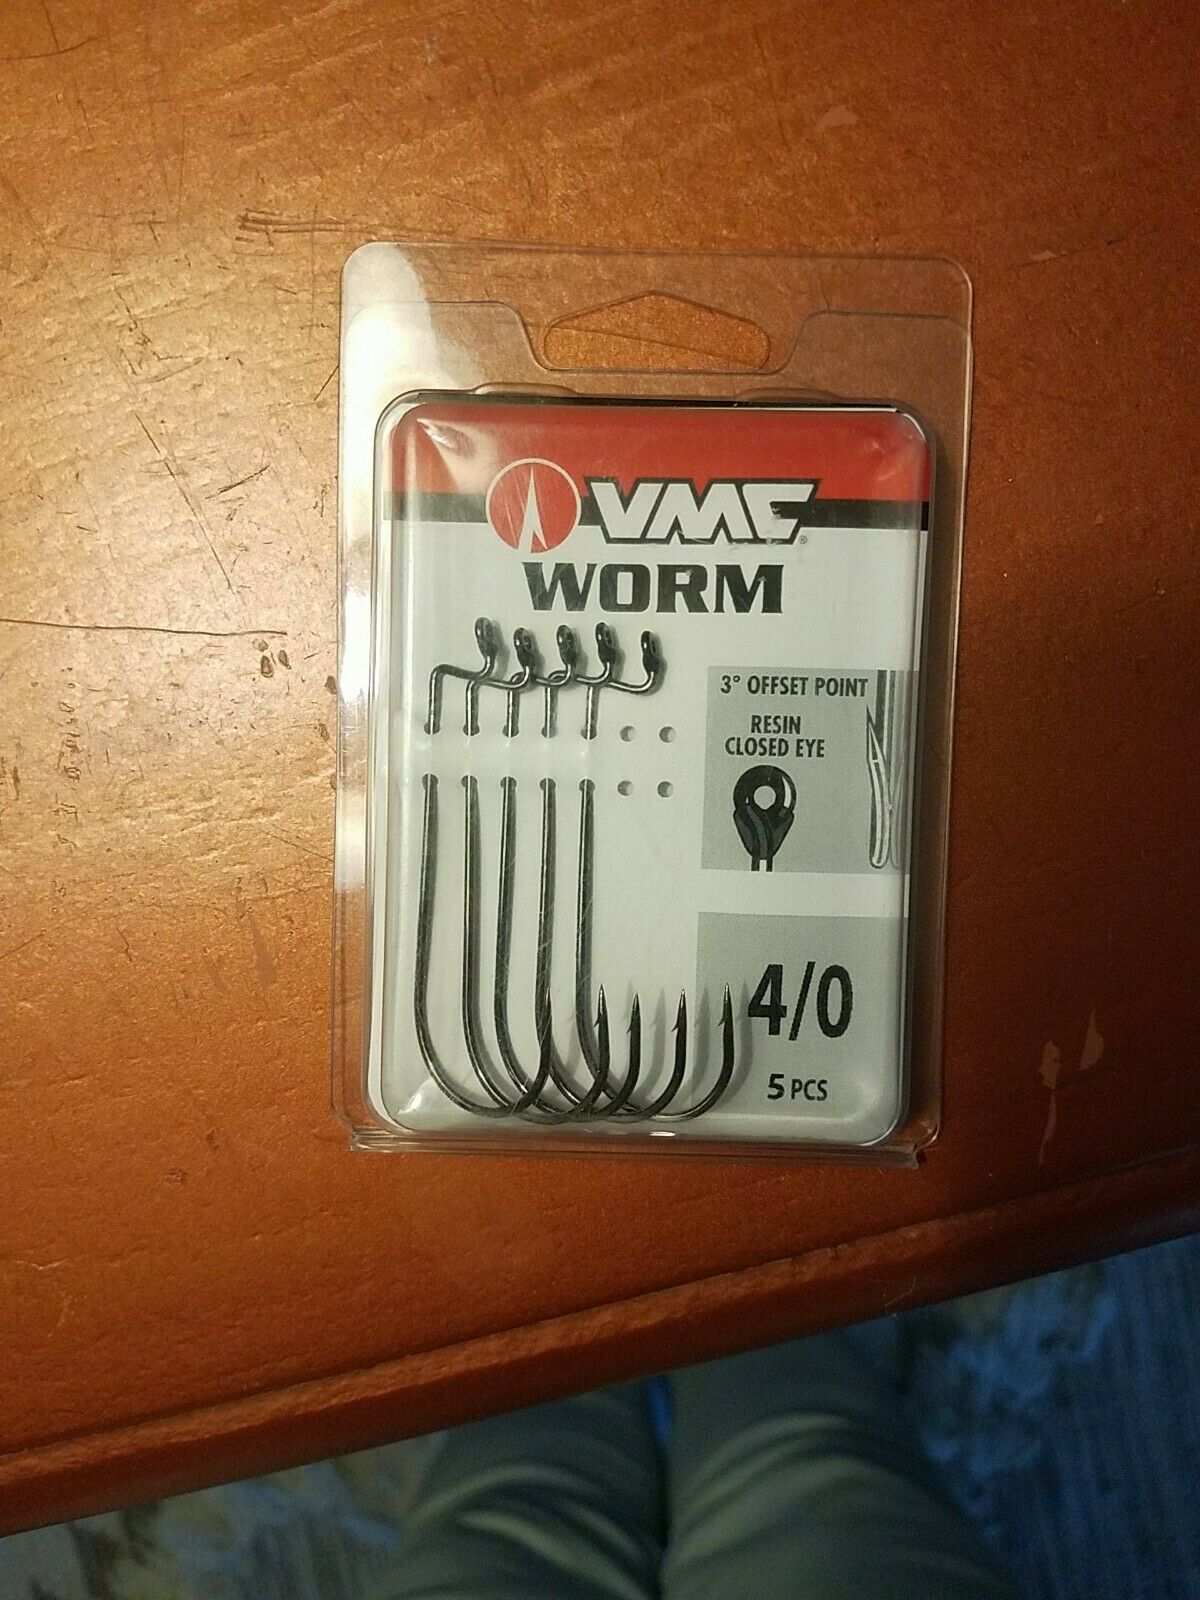 VMC®
WORM
3° OFFSET POINT
RESIN
CLOSED EYE
4/0
5 PCS